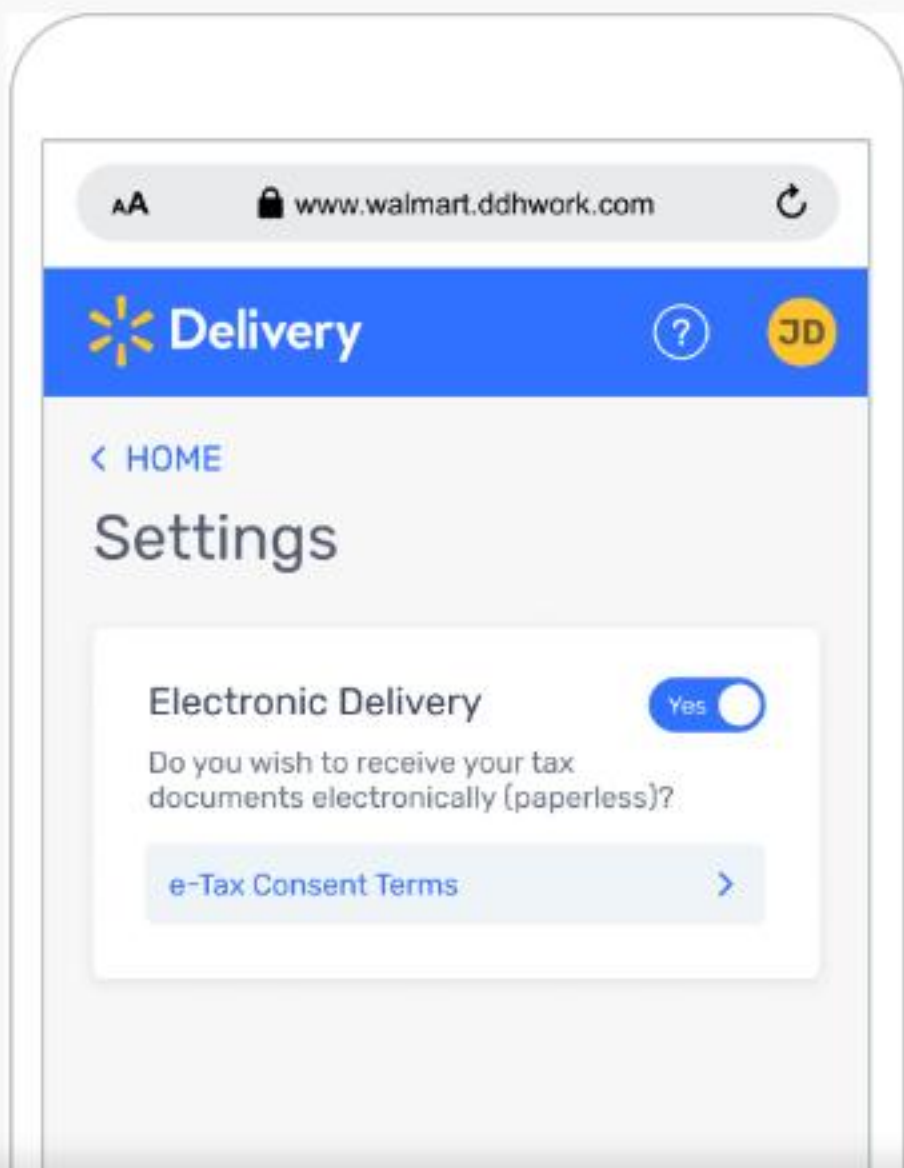 AA www.walmart.ddhwork.com
Delivery ? JD
< HOME
Settings
Electronic Delivery Yes
Do you wish to receive your tax
documents electronically (paperless)?
e-Tax Consent Terms >